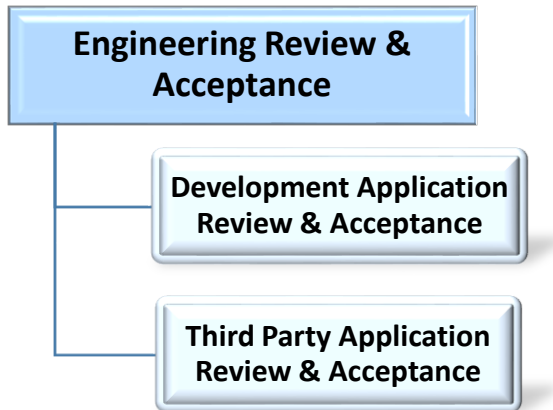 Engineering Review &
Acceptance
Development Application
Review & Acceptance
Third Party Application
Review & Acceptance